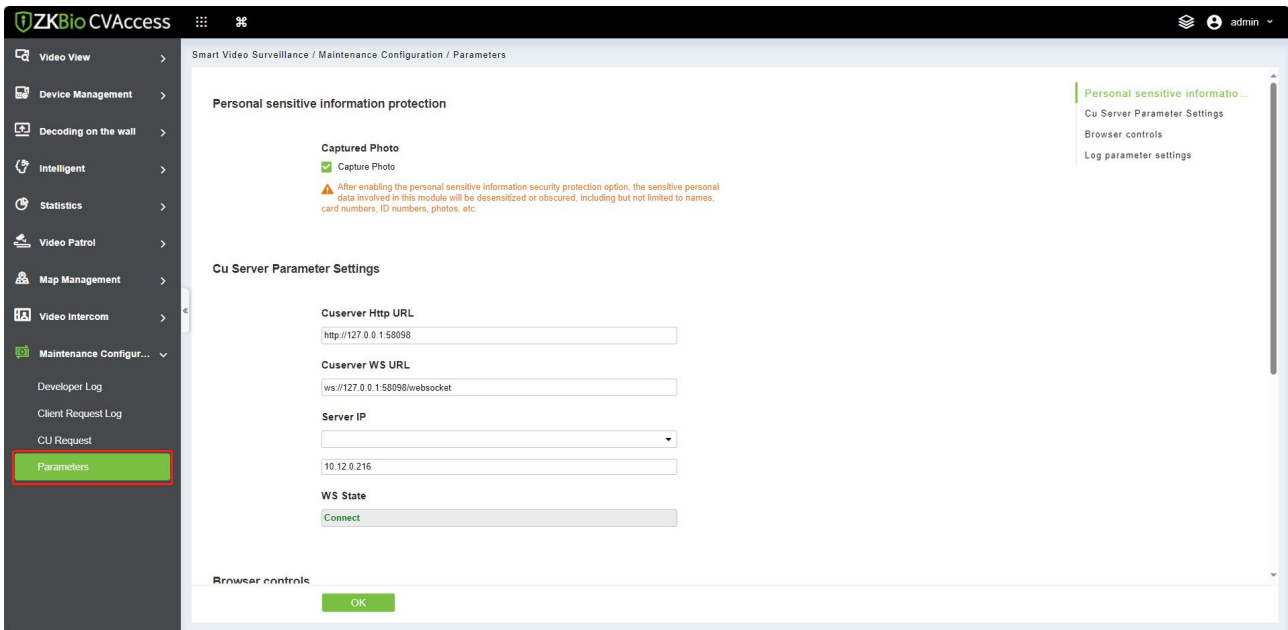 ZKBio CVAccess
admin
Video View
Device Management
Decoding on the wall
Intelligent
Statistics
Video Patrol
Map Management
Video Intercom
Maintenance Configur...
Developer Log
Client Request Log
CU Request
Parameters
Smart Video Surveillance / Maintenance Configuration / Parameters
Personal sensitive information protection
Captured Photo
Capture Photo
After enabling the personal sensitive information security protection option, the sensitive personal
data involved in this module will be desensitized or obscured, including but not limited to names,
card numbers, ID numbers, photos, etc.
Cu Server Parameter Settings
Cuserver Http URL
http://127.0.0.1:58098
Cuserver WS URL
ws://127.0.0.1:58098/websocket
Server IP
10.12.0.216
WS State
Connect
Browser controls
OK
Personal sensitive informatio...
Cu Server Parameter Settings
Browser controls
Log parameter settings